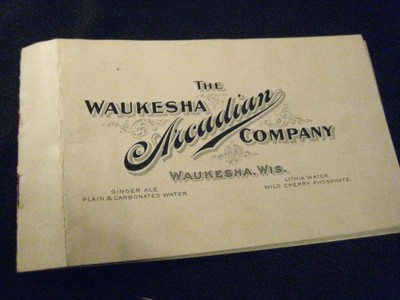 THE
WAUKESHA
Arcadian
COMPANY
WAUKESHA, WIS.
GINGER ALE
PLAIN & CARBONATED WATER.
LITHIA WATER
WILD CHERRY PHOSPHATE.